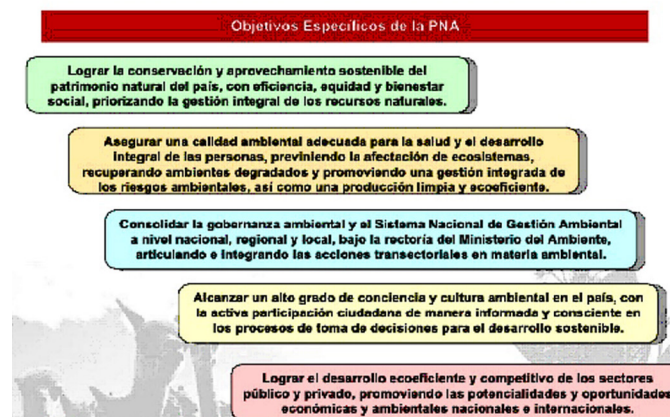 Objetivos Específicos de la PNA
Lograr la conservación y aprovechamiento sostenible del
patrimonio natural del país, con eficiencia, equidad y bienestar
social, priorizando la gestión integral de los recursos naturales.
Asegurar una calidad ambiental adecuada para la salud y el desarrollo
integral de las personas, previniendo la afectación de ecosistemas,
recuperando ambientes degradados y promoviendo una gestión integrada de
los riesgos ambientales, así como una producción limpia y ecoeficiente.
Consolidar la gobernanza ambiental y el Sistema Nacional de Gestión Ambiental
a nivel nacional, regional y local, bajo la rectoría del Ministerio del Ambiente,
articulando e integrando las acciones transectoriales en materia ambiental.
Alcanzar un alto grado de conciencia y cultura ambiental en el país, con
la activa participación ciudadana de manera informada y consciente en
los procesos de toma de decisiones para el desarrollo sostenible.
Lograr el desarrollo ecoeficiente y competitivo de los sectores
público y privado, promoviendo las potencialidades y oportunidades
económicas y ambientales nacionales e internacionales.